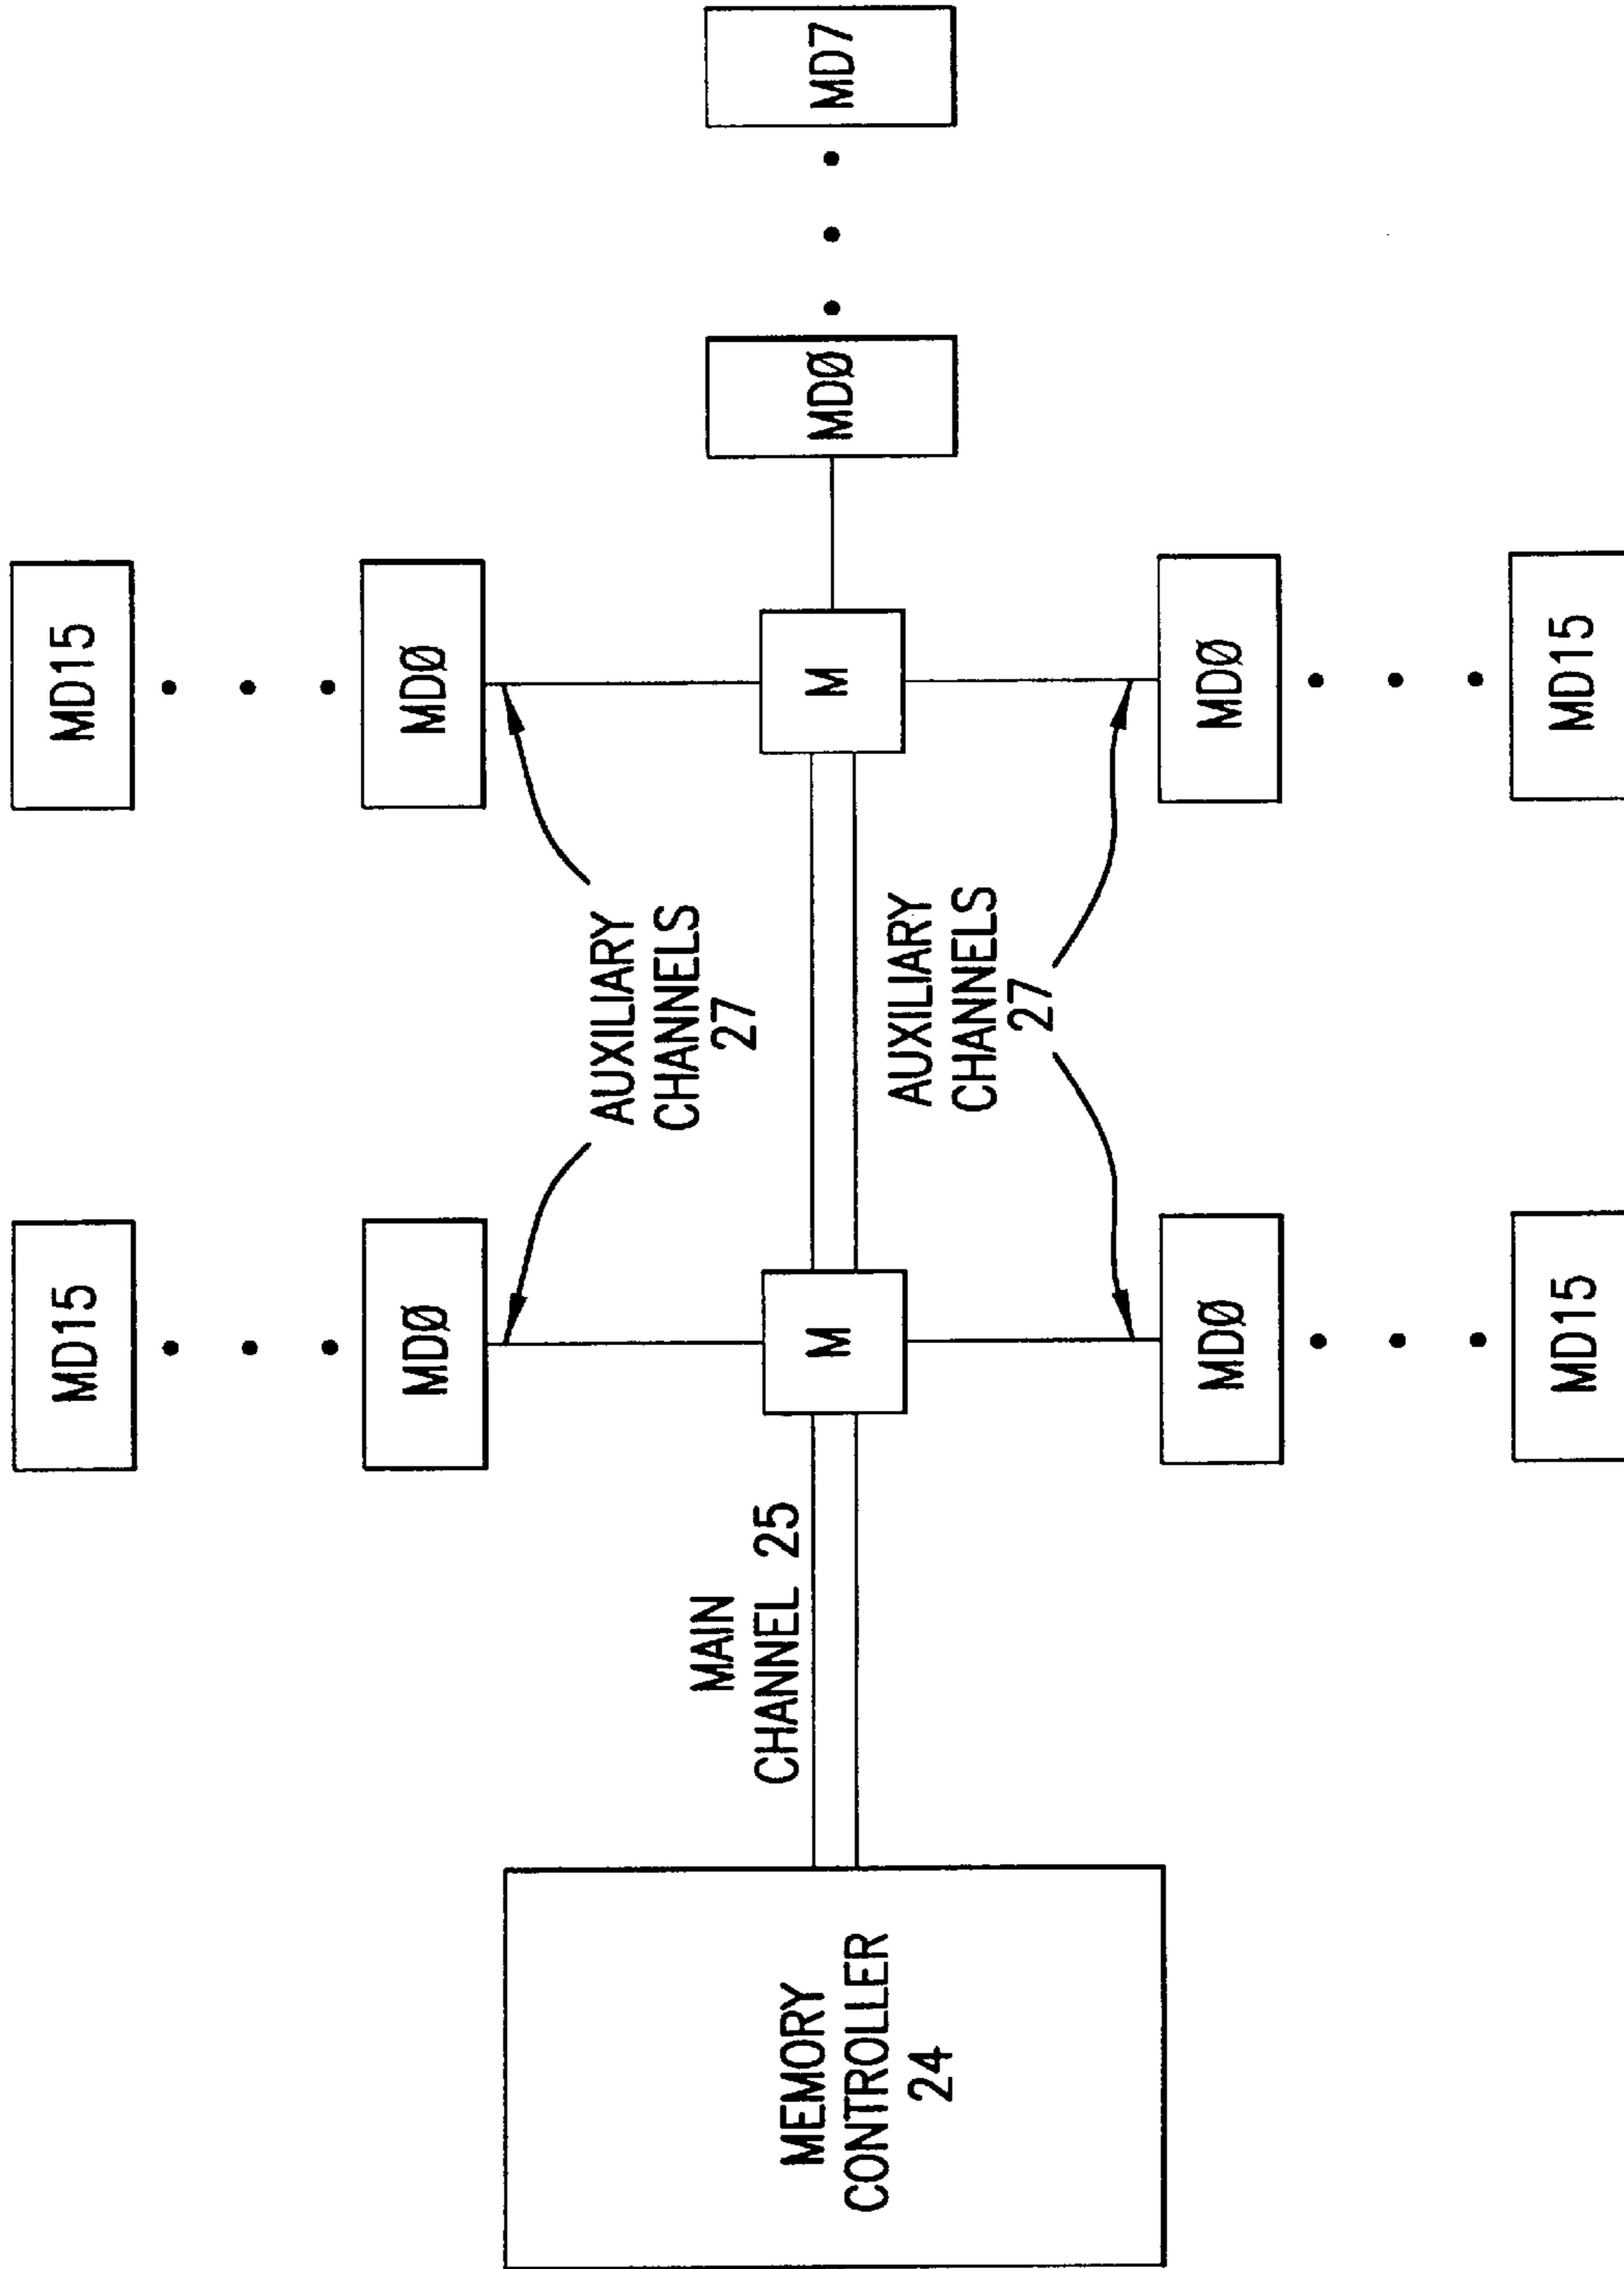 MD15
MD15
MDØ
MDØ
AUXILIARY
CHANNELS
27
MAIN
CHANNEL 25
MEMORY
CONTROLLER
24
M
M
MDØ
MD7
AUXILIARY
CHANNELS
27
MDØ
MDØ
MD15
MD15